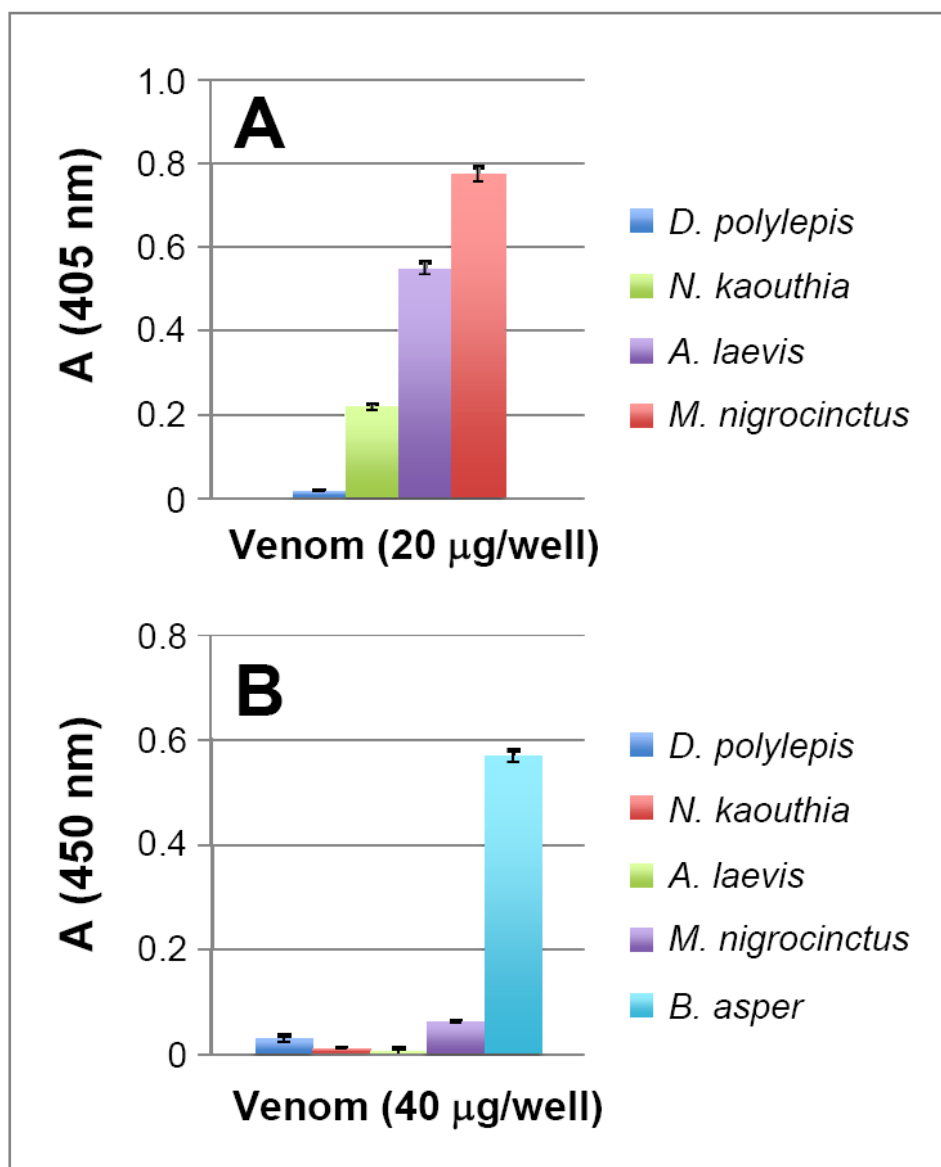 A
A (405 nm)
1.0
0.8
0.6
0.4
0.2
0
Venom (20 μg/well)
D. polylepis
N. kaouthia
A. laevis
M. nigrocinctus
B
A (450 nm)
0.8
0.6
0.4
0.2
0
Venom (40 μg/well)
D. polylepis
N. kaouthia
A. laevis
M. nigrocinctus
B. asper